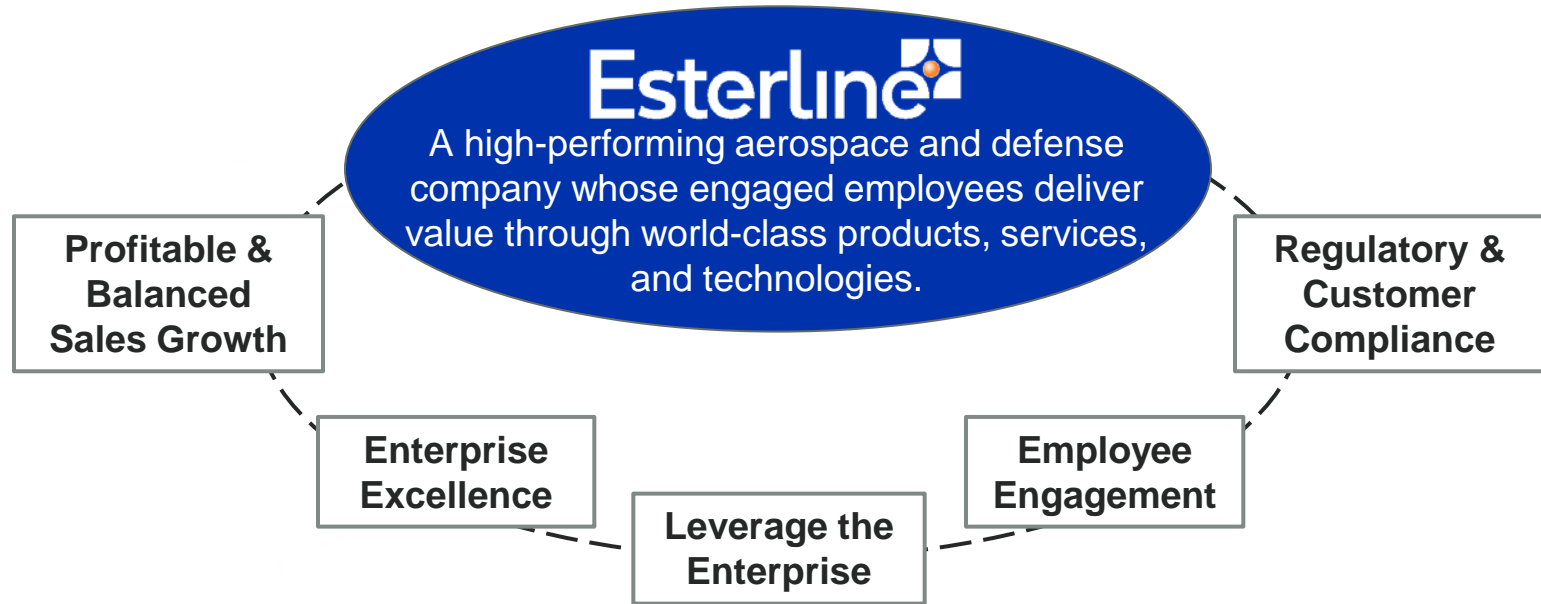 Esterline
A high-performing aerospace and defense
company whose engaged employees deliver
value through world-class products, services,
and technologies.
Profitable &
Balanced
Sales Growth
Enterprise
Excellence
Leverage the
Enterprise
Employee
Engagement
Regulatory &
Customer
Compliance